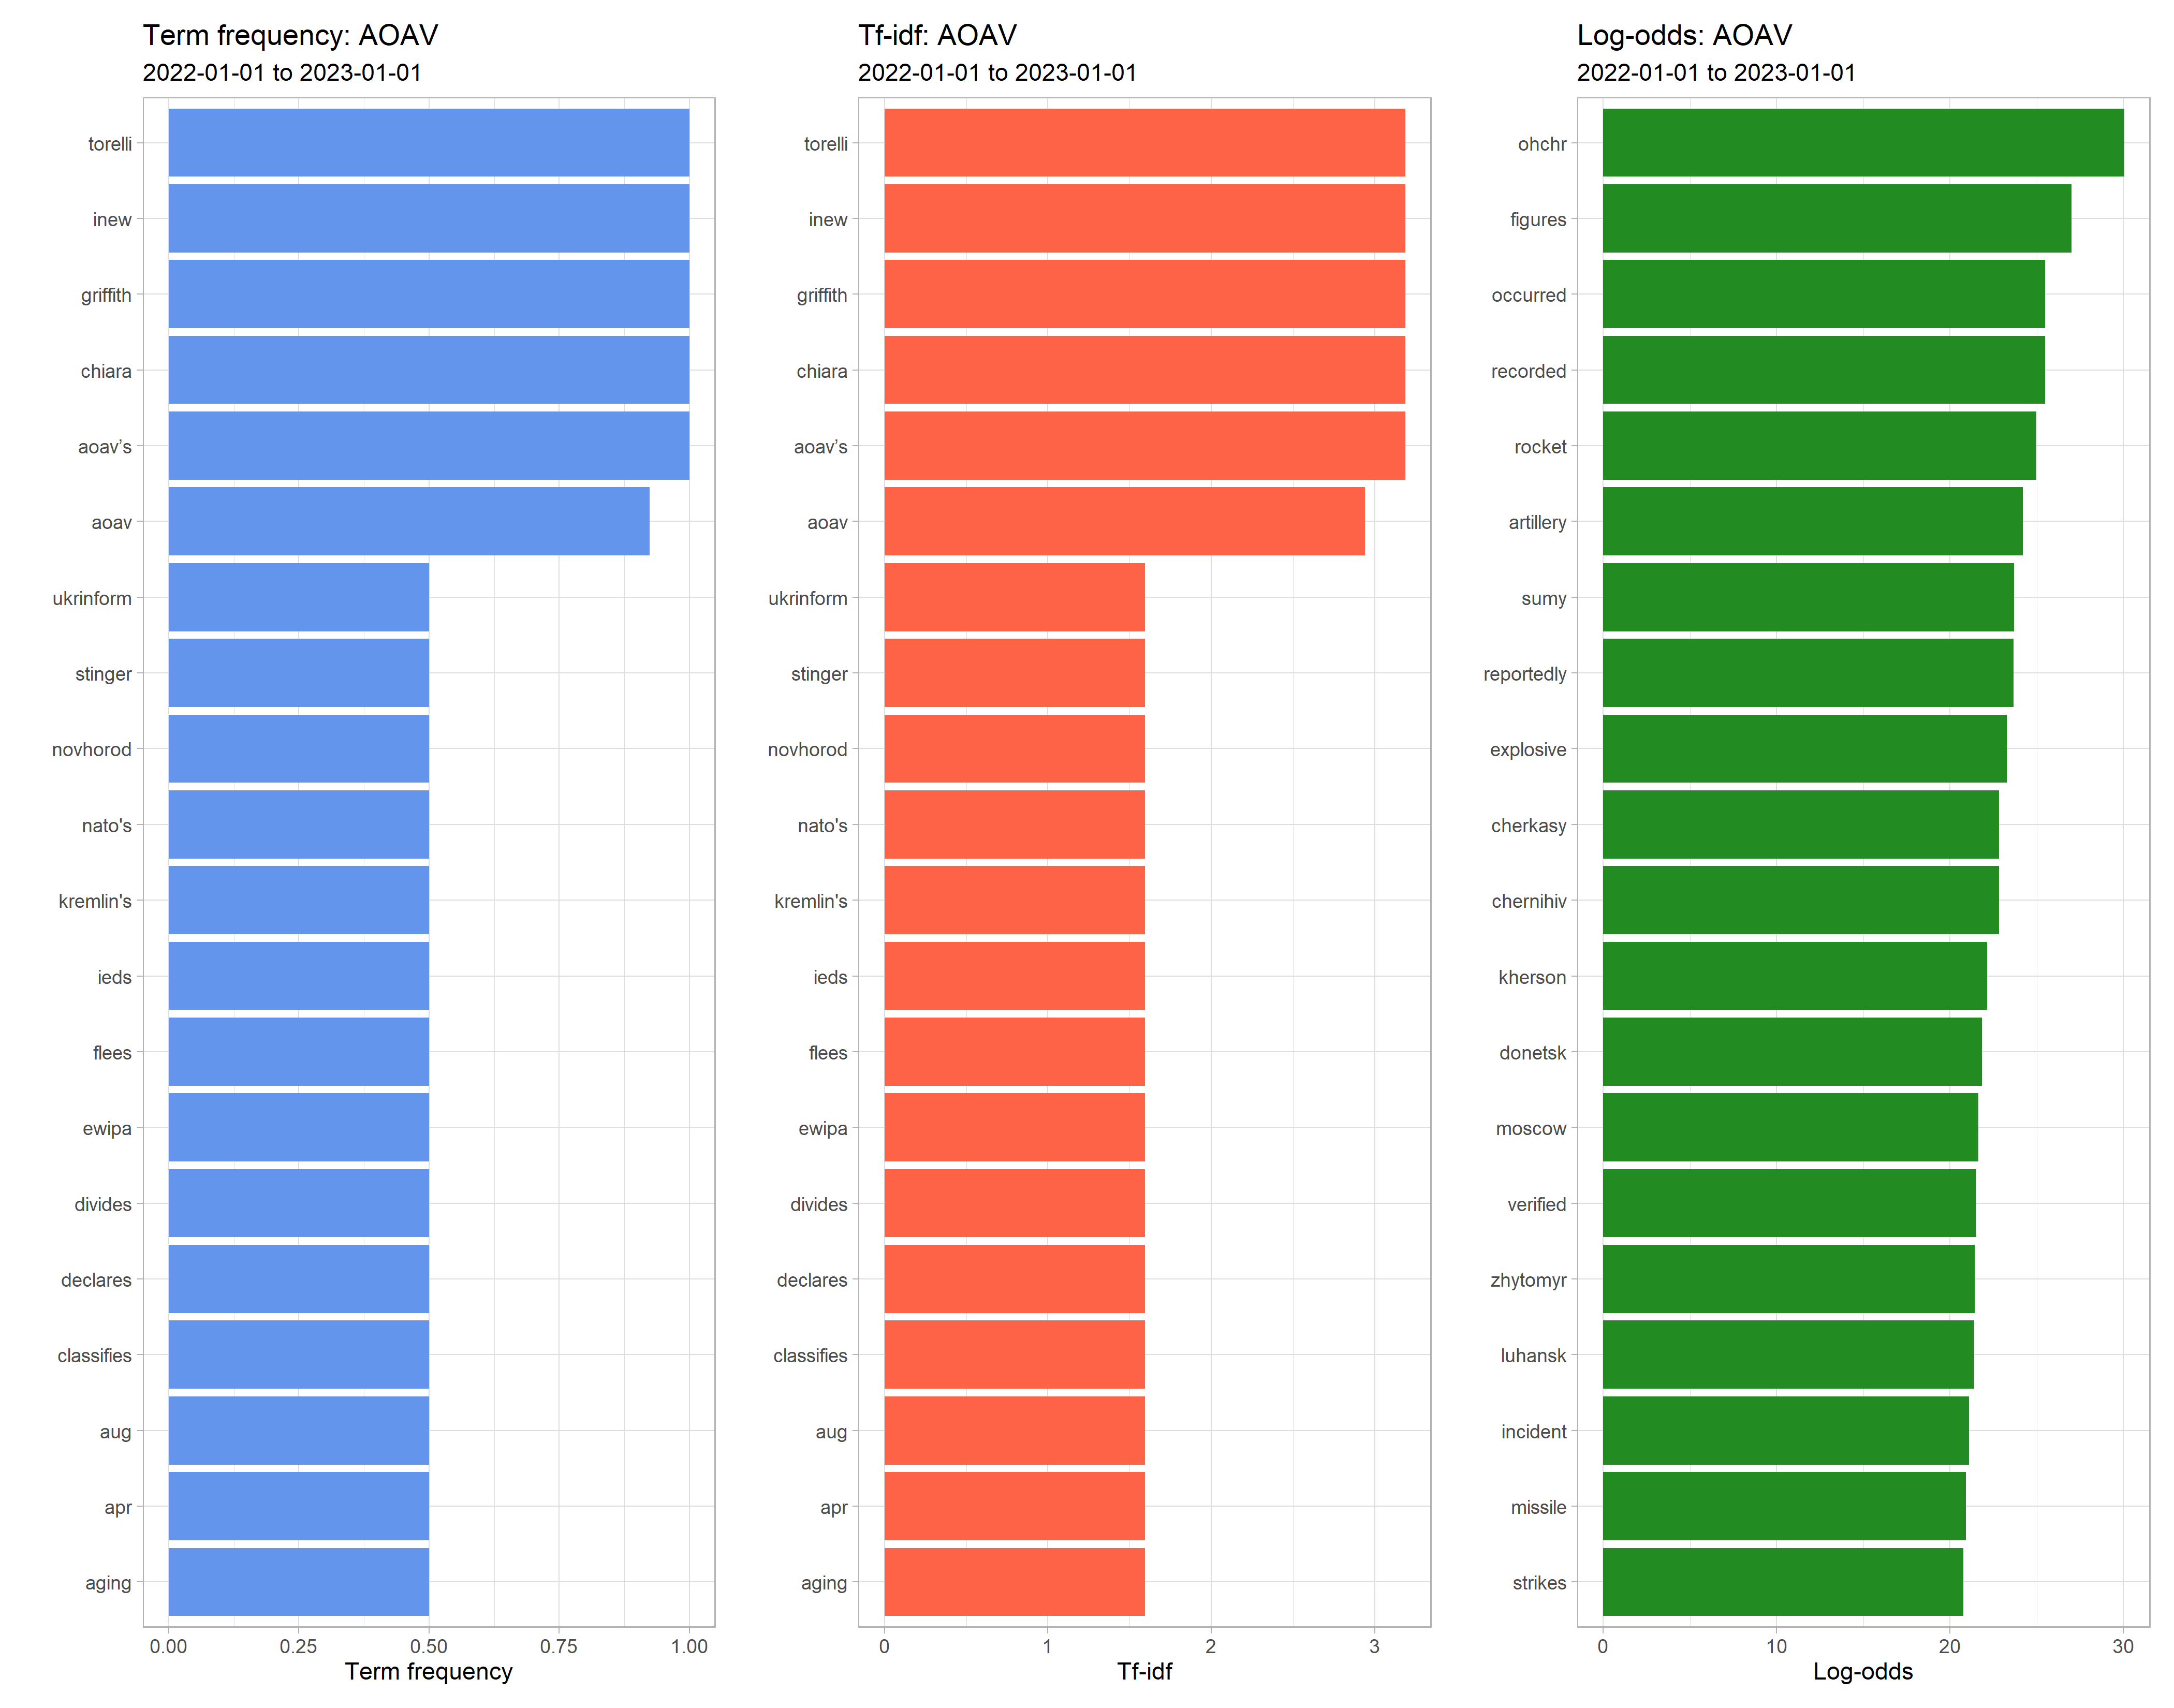 Term frequency: AOAV
2022-01-01 to 2023-01-01
torelli
inew
griffith
chiara
aoav’s
aoav
ukrinform
stinger
novhorod
nato's
kremlin's
ieds
flees
ewipa
divides
declares
classifies
aug
apr
aging
0.00 0.25 0.50 0.75 1.00
Term frequency
Tf-idf: AOAV
2022-01-01 to 2023-01-01
torelli
inew
griffith
chiara
aoav’s
aoav
ukrinform
stinger
novhorod
nato's
kremlin's
ieds
flees
ewipa
divides
declares
classifies
aug
apr
aging
0 1 2 3
Tf-idf
Log-odds: AOAV
2022-01-01 to 2023-01-01
ohchr
figures
occurred
recorded
rocket
artillery
sumy
reportedly
explosive
cherkasy
chernihiv
kherson
donetsk
moscow
verified
zhytomyr
luhansk
incident
missile
strikes
0 10 20 30
Log-odds